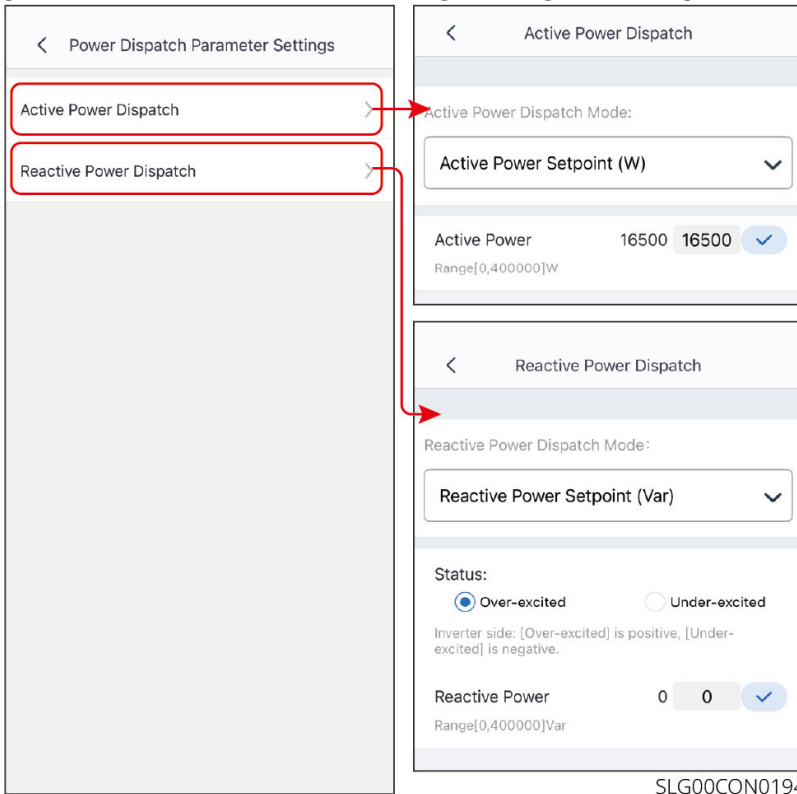 Power Dispatch Parameter Settings
Active Power Dispatch
Reactive Power Dispatch
Active Power Dispatch
Active Power Dispatch Mode:
Active Power Setpoint (W)
Active Power 16500 16500
Range[0,400000]W
Reactive Power Dispatch
Reactive Power Dispatch Mode:
Reactive Power Setpoint (Var)
Status:
Over-excited Under-excited
Inverter side: [Over-excited] is positive, [Under-
excited] is negative.
Reactive Power 0 0
Range[0,400000]Var
SLG00CON0194